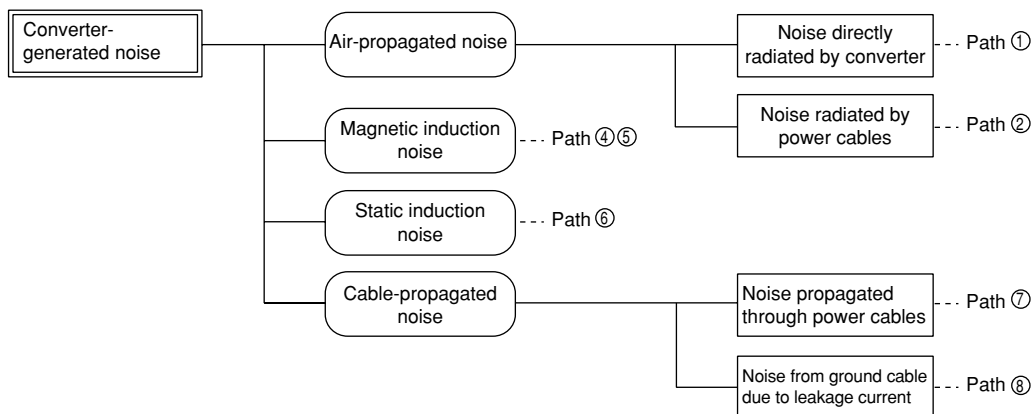 Converter-
generated noise
Air-propagated noise
Noise directly
radiated by converter
Path ①
Noise radiated by
power cables
Path ②
Magnetic induction
noise
Path ④⑤
Static induction
noise
Path ⑥
Cable-propagated
noise
Noise propagated
through power cables
Path ⑦
Noise from ground cable
due to leakage current
Path ⑧